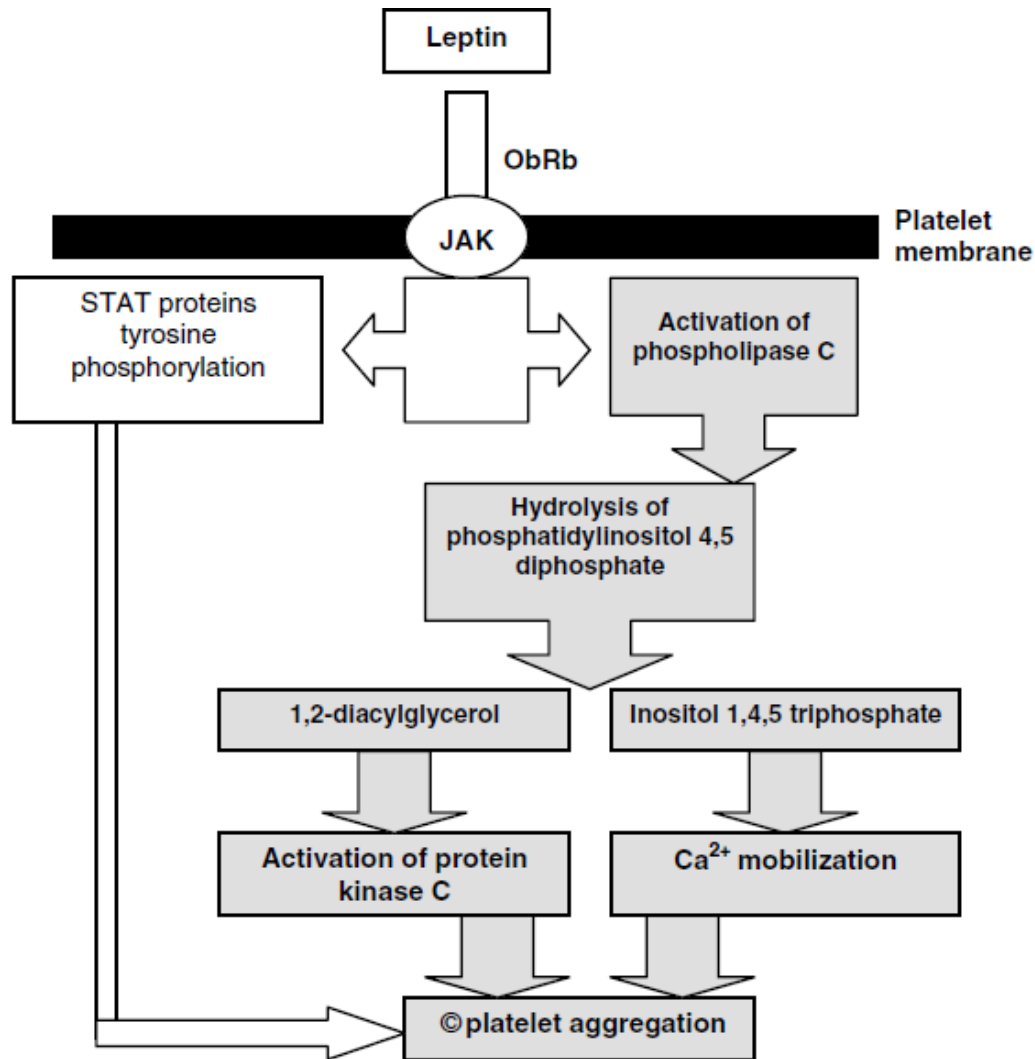 Leptin
ObRb
JAK
Platelet
membrane
STAT proteins
tyrosine
phosphorylation
Activation of
phospholipase C
Hydrolysis of
phosphatidylinositol 4,5
diphosphate
1,2-diacylglycerol
Inositol 1,4,5 triphosphate
Activation of protein
kinase C
Ca²⁺ mobilization
©platelet aggregation